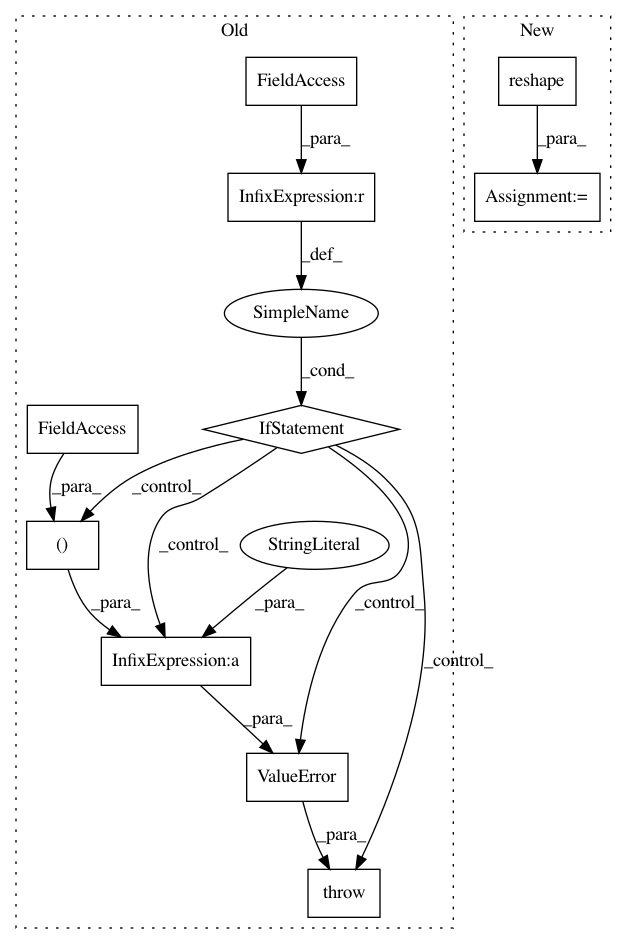 Old
New
FieldAccess
reshape
_para_
_para_
InfixExpression:r
Assignment:=
_def_
SimpleName
_cond_
FieldAccess
IfStatement
_para_
_control_
()
_control_
StringLiteral
_control_
_para_
_para_
_control_
InfixExpression:a
_para_
ValueError
_para_
throw